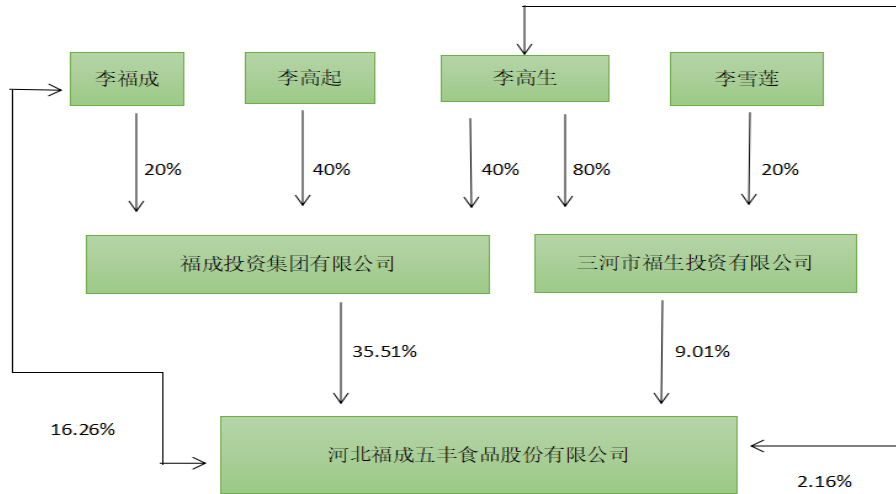 李福成
李高起
李高生
李雪莲
20%
40%
40%
80%
20%
福成投资集团有限公司
三河市福生投资有限公司
35.51%
9.01%
16.26%
河北福成五丰食品股份有限公司
2.16%